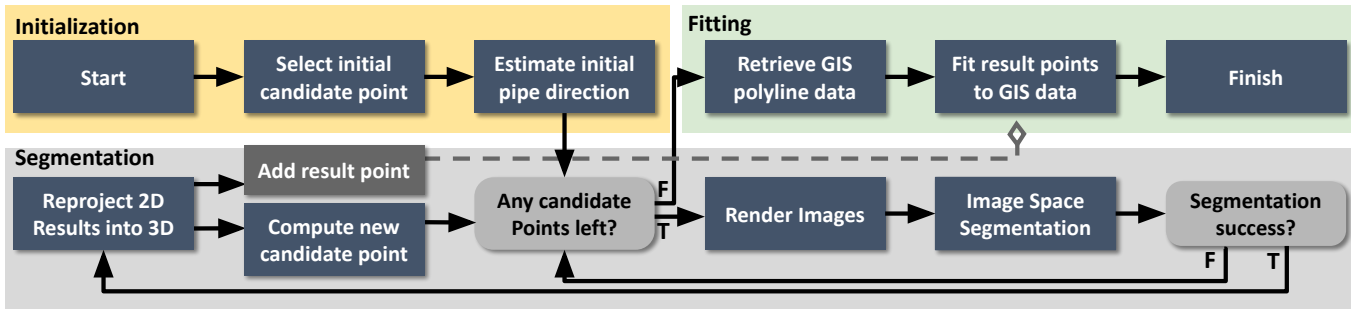 Initialization
Start
Select initial
candidate point
Estimate initial
pipe direction
Fitting
Retrieve GIS
polyline data
Fit result points
to GIS data
Finish
Segmentation
Reproject 2D
Results into 3D
Add result point
Compute new
candidate point
Any candidate
Points left?
F
T
Render Images
Image Space
Segmentation
Segmentation
success?
F
T